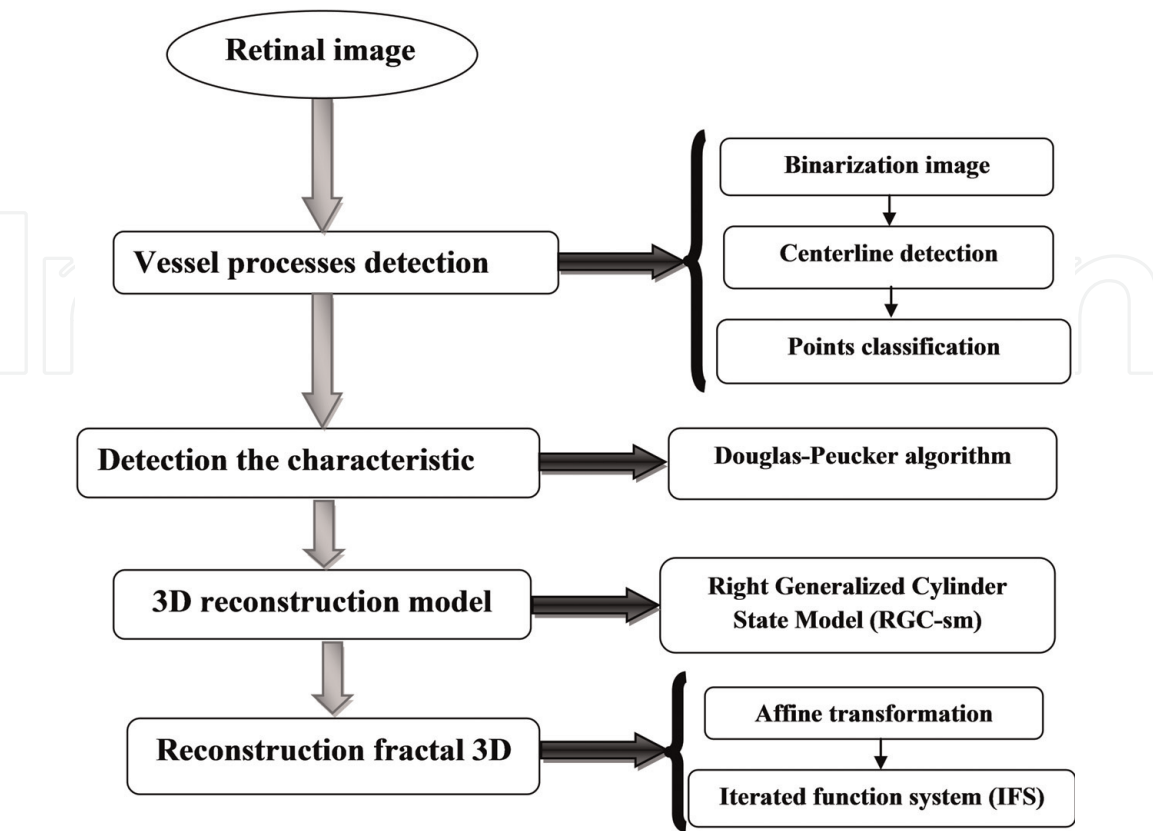 Retinal image
Vessel processes detection
Binarization image
Centerline detection
Points classification
Detection the characteristic
Douglas-Peucker algorithm
3D reconstruction model
Right Generalized Cylinder
State Model (RGC-sm)
Reconstruction fractal 3D
Affine transformation
Iterated function system (IFS)